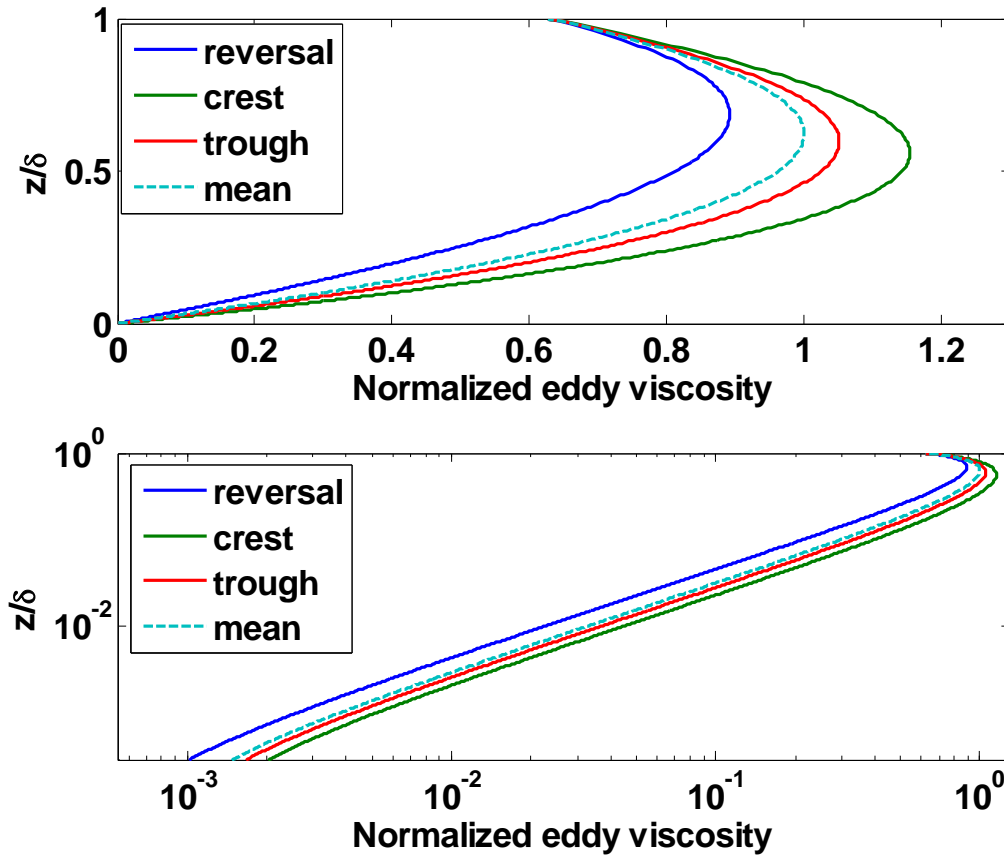 1
0.5
0
z/δ
reversal
crest
trough
mean
0 0.2 0.4 0.6 0.8 1 1.2
Normalized eddy viscosity
10^0
10^-2
z/δ
reversal
crest
trough
mean
10^-3 10^-2 10^-1 10^0
Normalized eddy viscosity